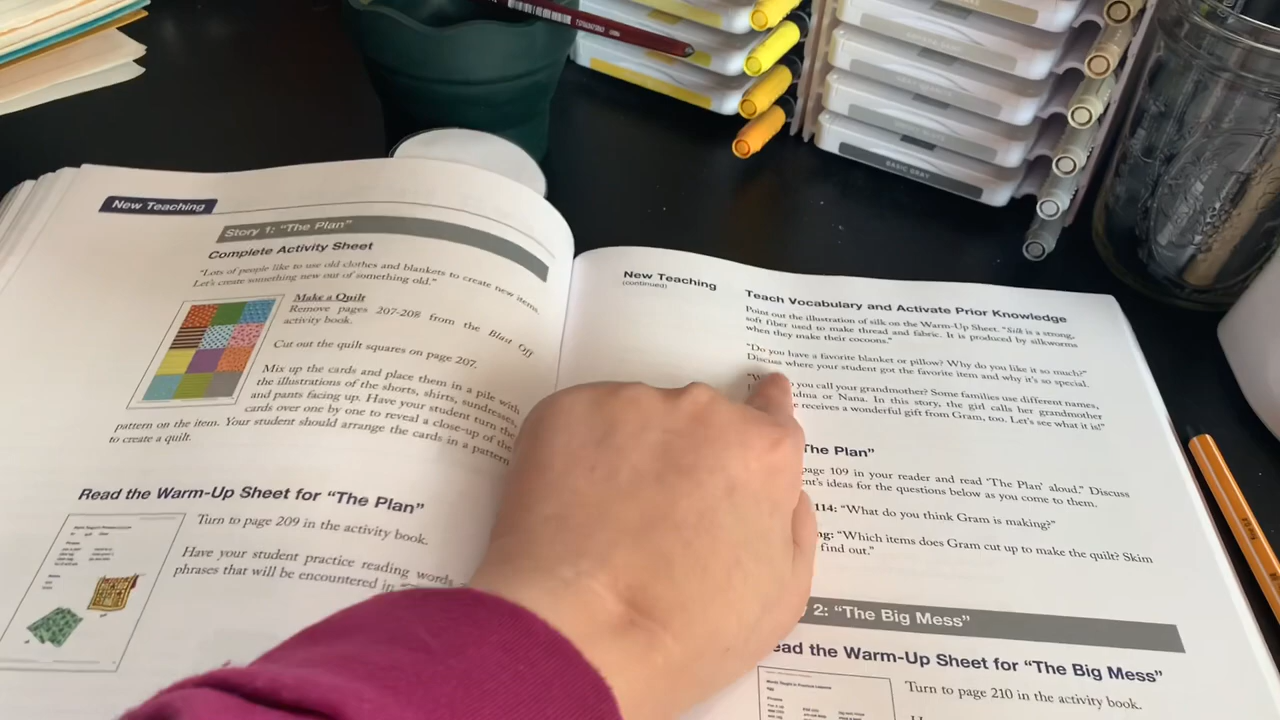 New Teaching
Story 1: "The Plan"
Complete Activity Sheet
"Lots of people like to use old clothes and blankets to create new items.
Let's create something new out of something old."
Make a Quilt
Remove pages 207-208 from the Blast Off
activity book.
Cut out the quilt squares on page 207.
Mix up the cards and place them in a pile with
the illustrations of the shorts, shirts, sundresses,
and pants facing up. Have your student turn the
cards over one by one to reveal a close-up of the
pattern on the item. Your student should arrange the cards in a pattern
to create a quilt.
Read the Warm-Up Sheet for "The Plan"
Turn to page 209 in the activity book.
Have your student practice reading words
phrases that will be encountered in
New Teaching
(continued)
Teach Vocabulary and Activate Prior Knowledge
Point out the illustration of silk on the Warm-Up Sheet. "Silk is a strong,
soft fiber used to make thread and fabric. It is produced by silkworms
when they make their cocoons."
"Do you have a favorite blanket or pillow? Why do you like it so much?"
Discuss where your student got the favorite item and why it's so special.
you call your grandmother? Some families use different names,
or Nana. In this story, the girl calls her grandmother
receives a wonderful gift from Gram, too. Let's see what it is!"
The Plan"
page 109 in your reader and read 'The Plan' aloud." Discuss
ideas for the questions below as you come to them.
114: "What do you think Gram is making?"
"Which items does Gram cut up to make the quilt? Skim
find out."
2: "The Big Mess"
Read the Warm-Up Sheet for "The Big Mess"
Turn to page 210 in the activity book.
BASIC GRAY